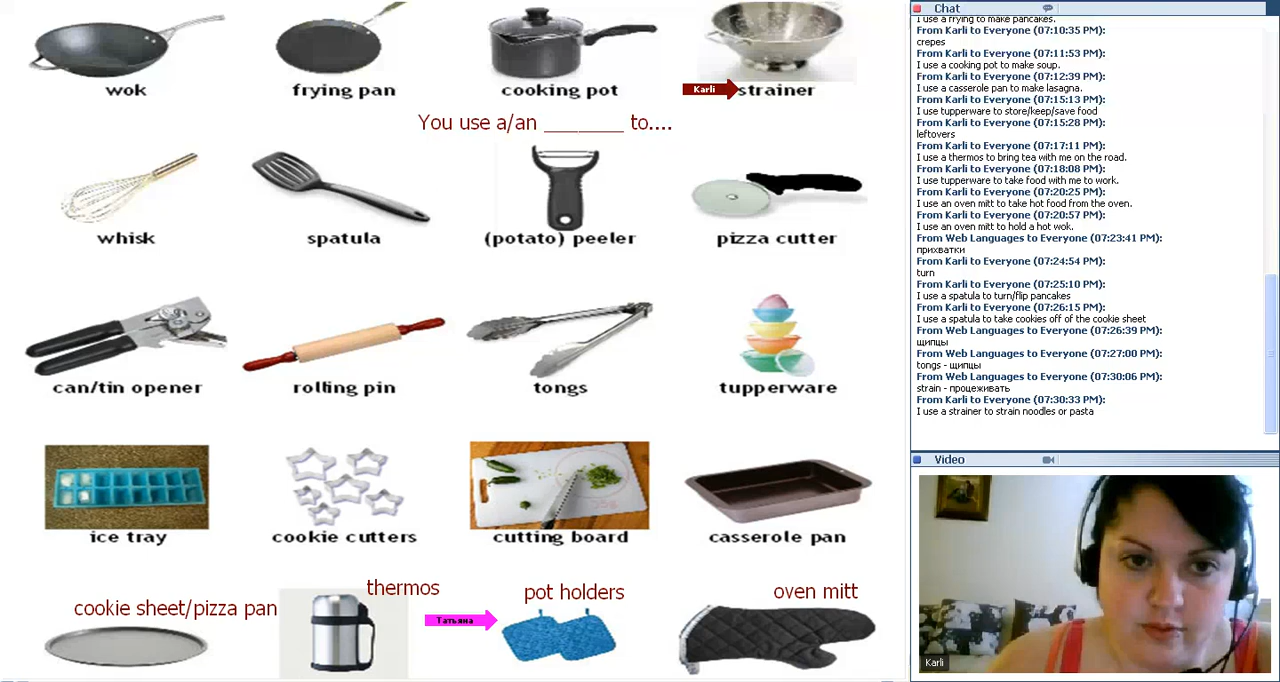 wok
frying pan
cooking pot
Karli
strainer
You use a/an _______ to....
whisk
spatula
(potato) peeler
pizza cutter
can/tin opener
rolling pin
tongs
tupperware
ice tray
cookie cutters
cutting board
casserole pan
cookie sheet/pizza pan
thermos
Татьяна
pot holders
oven mitt
Chat
I use a frying to make pancakes.
From Karli to Everyone (07:10:35 PM):
crepes
From Karli to Everyone (07:11:53 PM):
I use a cooking pot to make soup.
From Karli to Everyone (07:12:39 PM):
I use a casserole pan to make lasagna.
From Karli to Everyone (07:15:13 PM):
I use tupperware to store/keep/save food
From Karli to Everyone (07:15:28 PM):
leftovers
From Karli to Everyone (07:17:11 PM):
I use a thermos to bring tea with me on the road.
From Karli to Everyone (07:18:08 PM):
I use tupperware to take food with me to work.
From Karli to Everyone (07:20:25 PM):
I use an oven mitt to take hot food from the oven.
From Karli to Everyone (07:20:57 PM):
I use an oven mitt to hold a hot wok.
From Web Languages to Everyone (07:23:41 PM):
прихватки
From Karli to Everyone (07:24:54 PM):
turn
From Karli to Everyone (07:25:10 PM):
I use a spatula to turn/flip pancakes
From Karli to Everyone (07:26:15 PM):
I use a spatula to take cookies off of the cookie sheet
From Web Languages to Everyone (07:26:39 PM):
щипцы
From Web Languages to Everyone (07:27:00 PM):
tongs - щипцы
From Web Languages to Everyone (07:30:06 PM):
strain - процеживать
From Karli to Everyone (07:30:33 PM):
I use a strainer to strain noodles or pasta
Video
Karli